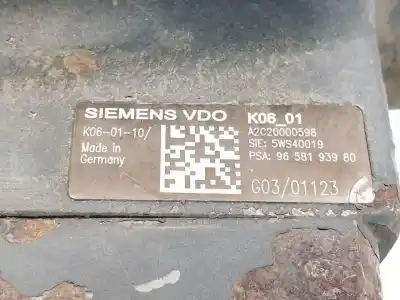 SIEMENS VDO K06_01
K06-01-10/ A2C20000598
Made in SIE: 5WS40019
Germany PSA: 96 581 939 80
G03/01123